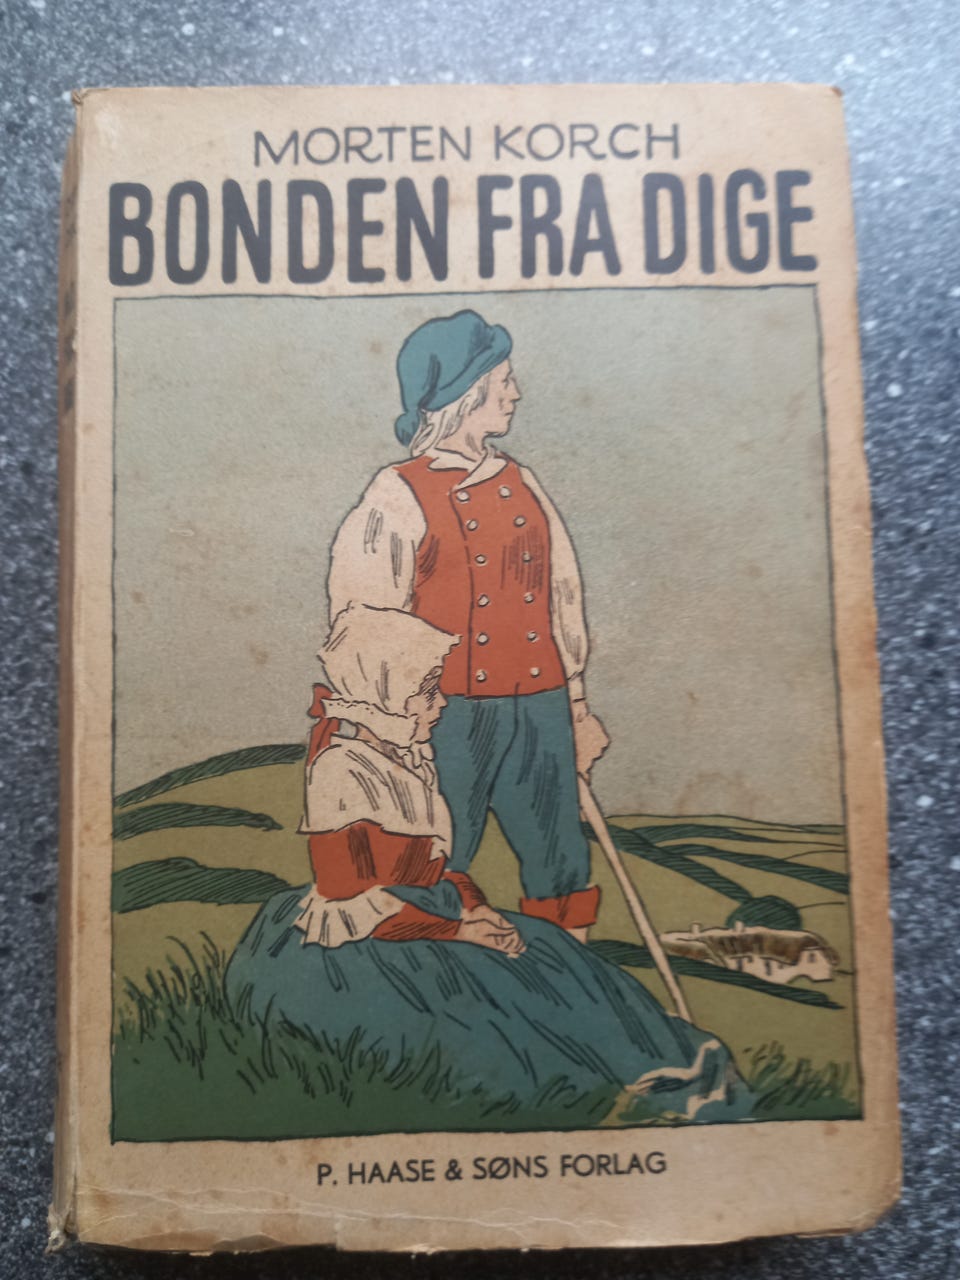 MORTEN KORCH
BONDEN FRA DIGE
P. HAASE & SØNS FORLAG